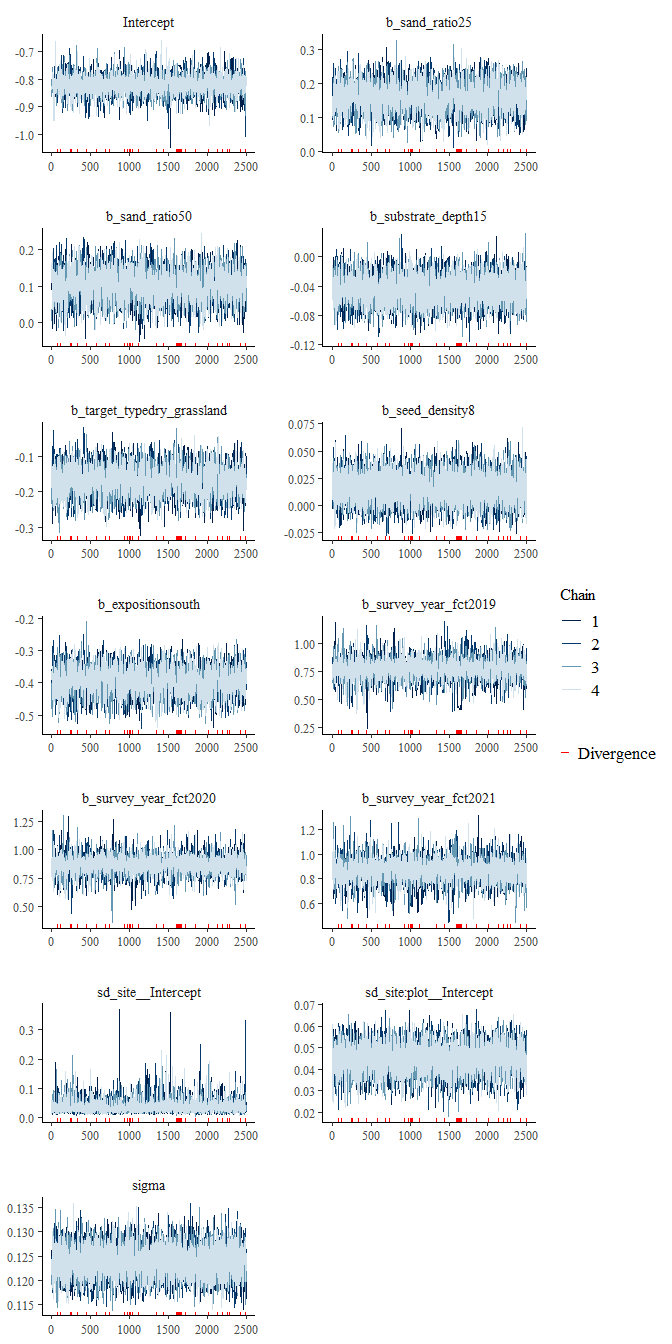 Intercept
b_sand_ratio25
-0.7
-0.8
-0.9
-1.0
0.3
0.2
0.1
0.0
0 500 1000 1500 2000 2500
0 500 1000 1500 2000 2500
b_sand_ratio50
b_substrate_depth15
0.2
0.1
0.0
0.00
-0.04
-0.08
-0.12
0 500 1000 1500 2000 2500
0 500 1000 1500 2000 2500
b_target_typedry_grassland
b_seed_density8
-0.1
-0.2
-0.3
0.075
0.050
0.025
0.000
-0.025
0 500 1000 1500 2000 2500
0 500 1000 1500 2000 2500
b_expositionsouth
b_survey_year_fct2019
-0.2
-0.3
-0.4
-0.5
1.00
0.75
0.50
0.25
0 500 1000 1500 2000 2500
0 500 1000 1500 2000 2500
Chain
1
2
3
4
Divergence
b_survey_year_fct2020
b_survey_year_fct2021
1.25
1.00
0.75
0.50
1.2
1.0
0.8
0.6
0 500 1000 1500 2000 2500
0 500 1000 1500 2000 2500
sd_site__Intercept
sd_site:plot__Intercept
0.3
0.2
0.1
0.0
0.07
0.06
0.05
0.04
0.03
0.02
0 500 1000 1500 2000 2500
0 500 1000 1500 2000 2500
sigma
0.135
0.130
0.125
0.120
0.115
0 500 1000 1500 2000 2500